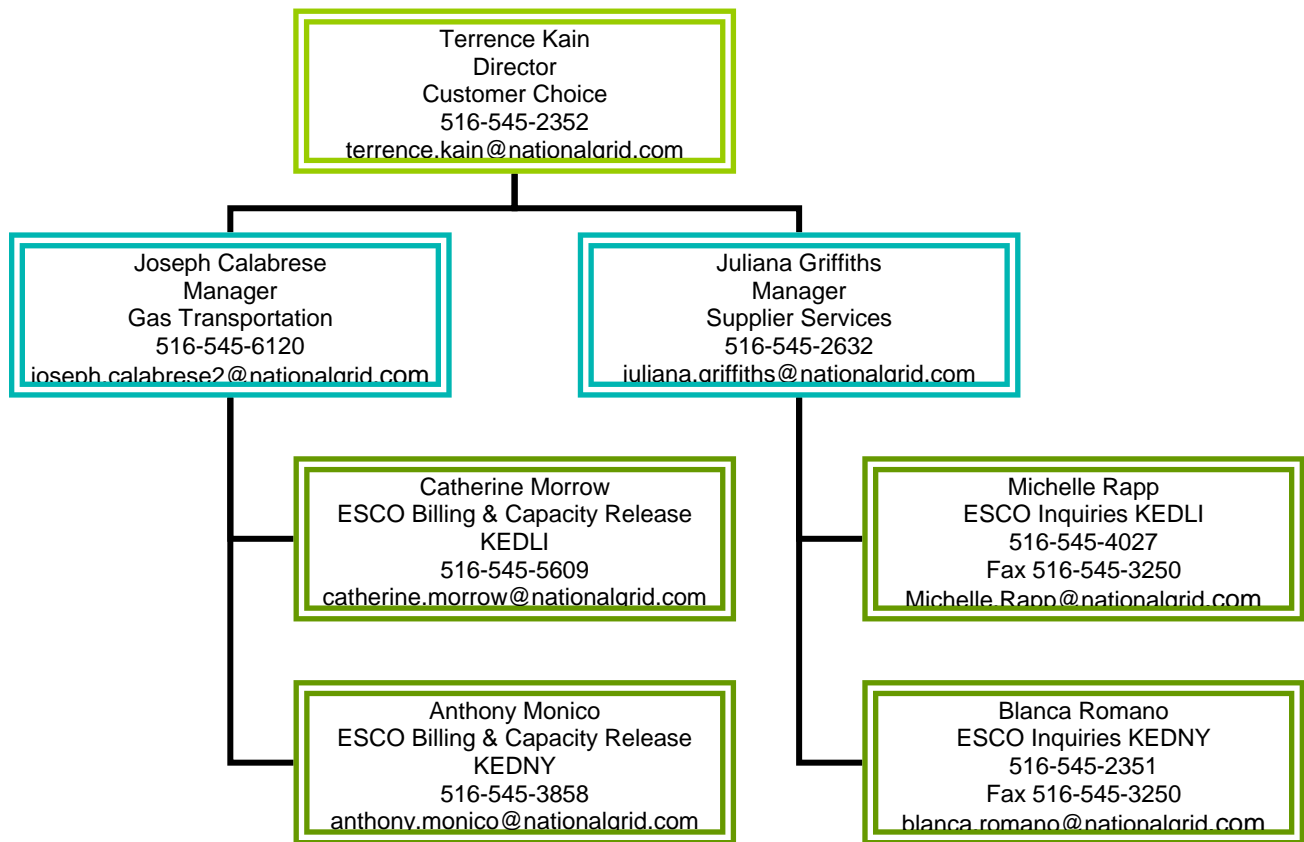 Terrence Kain
Director
Customer Choice
516-545-2352
terrence.kain@nationalgrid.com
Joseph Calabrese
Manager
Gas Transportation
516-545-6120
joseph.calabrese2@nationalgrid.com
Juliana Griffiths
Manager
Supplier Services
516-545-2632
juliana.griffiths@nationalgrid.com
Catherine Morrow
ESCO Billing & Capacity Release
KEDLI
516-545-5609
catherine.morrow@nationalgrid.com
Michelle Rapp
ESCO Inquiries KEDLI
516-545-4027
Fax 516-545-3250
Michelle.Rapp@nationalgrid.com
Anthony Monico
ESCO Billing & Capacity Release
KEDNY
516-545-3858
anthony.monico@nationalgrid.com
Blanca Romano
ESCO Inquiries KEDNY
516-545-2351
Fax 516-545-3250
blanca.romano@nationalgrid.com